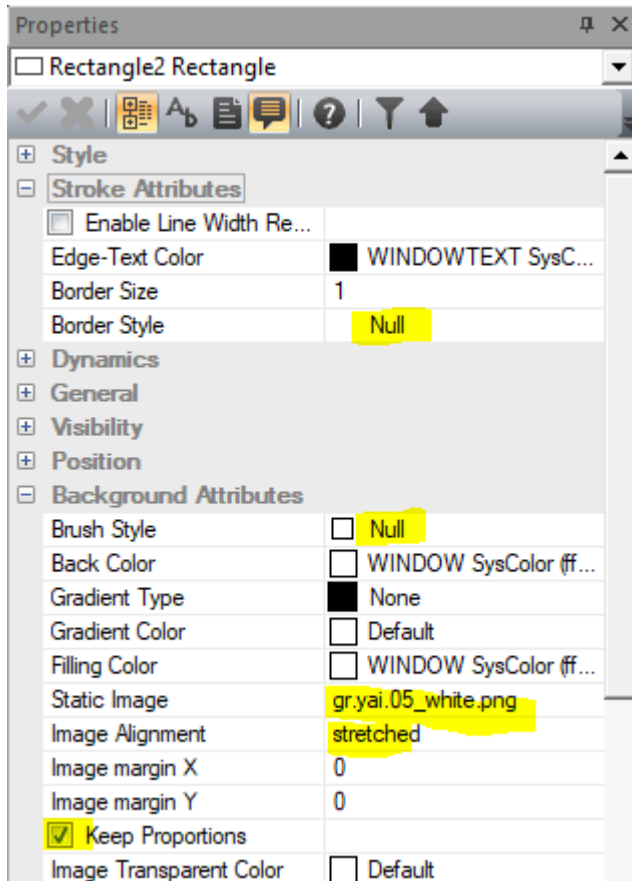 Properties
Rectangle2 Rectangle
Style
Stroke Attributes
Enable Line Width Re...
Edge-Text Color WINDOWTEXT SysC...
Border Size 1
Border Style Null
Dynamics
General
Visibility
Position
Background Attributes
Brush Style Null
Back Color WINDOW SysColor (ff...
Gradient Type None
Gradient Color Default
Filling Color WINDOW SysColor (ff...
Static Image gr.yai.05_white.png
Image Alignment stretched
Image margin X 0
Image margin Y 0
Keep Proportions
Image Transparent Color Default